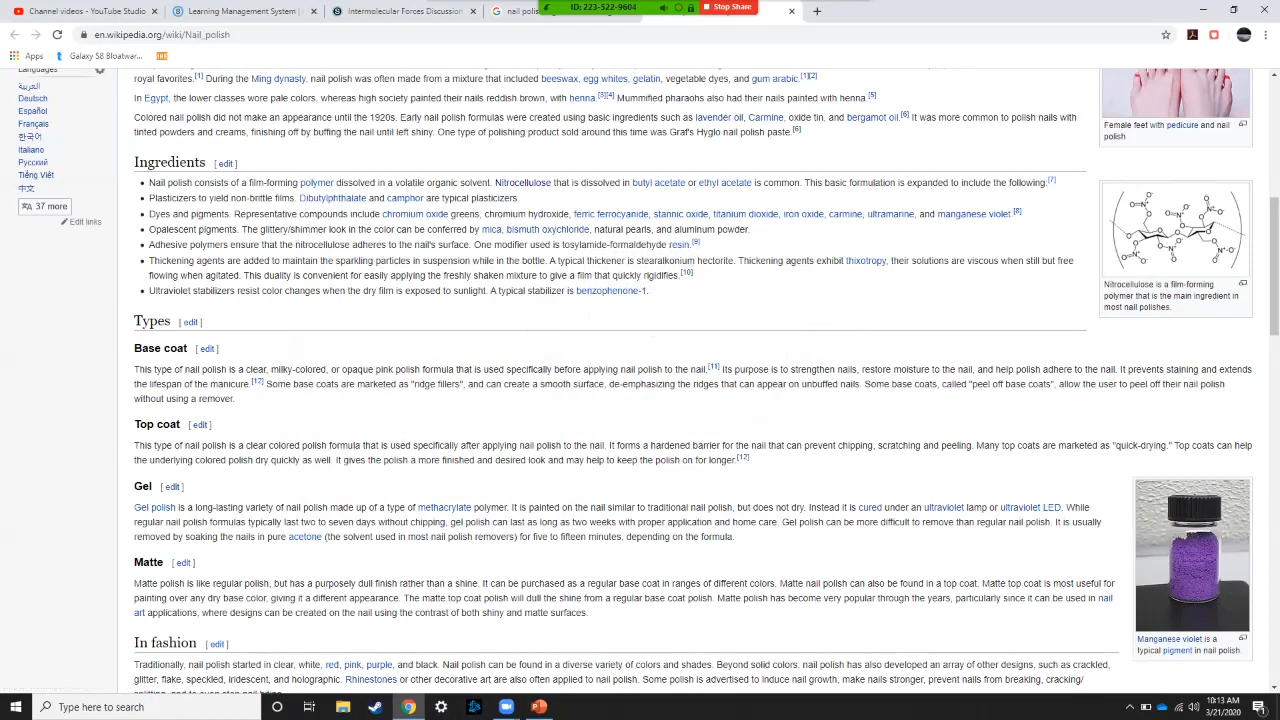 Channel videos - YouTube Studio
Learning Management System |
Intermolecular Forces Discussion
nail poli
ID: 223-522-9604
Stop Share
en.wikipedia.org/wiki/Nail_polish
Apps
Galaxy S8 Bloatwar...
Languages
العربية
Deutsch
Español
Français
한국어
Italiano
Русский
Tiếng Việt
中文
37 more
Edit links
royal favorites.[1] During the Ming dynasty, nail polish was often made from a mixture that included beeswax, egg whites, gelatin, vegetable dyes, and gum arabic.[1][2]
In Egypt, the lower classes wore pale colors, whereas high society painted their nails reddish brown, with henna.[3][4] Mummified pharaohs also had their nails painted with henna.[5]
Colored nail polish did not make an appearance until the 1920s. Early nail polish formulas were created using basic ingredients such as lavender oil, Carmine, oxide tin, and bergamot oil.[6] It was more common to polish nails with
tinted powders and creams, finishing off by buffing the nail until left shiny. One type of polishing product sold around this time was Graf's Hyglo nail polish paste.[6]
Ingredients [ edit ]
• Nail polish consists of a film-forming polymer dissolved in a volatile organic solvent. Nitrocellulose that is dissolved in butyl acetate or ethyl acetate is common. This basic formulation is expanded to include the following:[7]
• Plasticizers to yield non-brittle films. Dibutylphthalate and camphor are typical plasticizers.
• Dyes and pigments. Representative compounds include chromium oxide greens, chromium hydroxide, ferric ferrocyanide, stannic oxide, titanium dioxide, iron oxide, carmine, ultramarine, and manganese violet.[8]
• Opalescent pigments. The glittery/shimmer look in the color can be conferred by mica, bismuth oxychloride, natural pearls, and aluminum powder.
• Adhesive polymers ensure that the nitrocellulose adheres to the nail's surface. One modifier used is tosylamide-formaldehyde resin.[9]
• Thickening agents are added to maintain the sparkling particles in suspension while in the bottle. A typical thickener is stearalkonium hectorite. Thickening agents exhibit thixotropy, their solutions are viscous when still but free
flowing when agitated. This duality is convenient for easily applying the freshly shaken mixture to give a film that quickly rigidifies.[10]
• Ultraviolet stabilizers resist color changes when the dry film is exposed to sunlight. A typical stabilizer is benzophenone-1.
Types [ edit ]
Base coat [ edit ]
This type of nail polish is a clear, milky-colored, or opaque pink polish formula that is used specifically before applying nail polish to the nail.[11] Its purpose is to strengthen nails, restore moisture to the nail, and help polish adhere to the nail. It prevents staining and extends
the lifespan of the manicure.[12] Some base coats are marketed as "ridge fillers", and can create a smooth surface, de-emphasizing the ridges that can appear on unbuffed nails. Some base coats, called "peel off base coats", allow the user to peel off their nail polish
without using a remover.
Top coat [ edit ]
This type of nail polish is a clear colored polish formula that is used specifically after applying nail polish to the nail. It forms a hardened barrier for the nail that can prevent chipping, scratching and peeling. Many top coats are marketed as "quick-drying." Top coats can help
the underlying colored polish dry quickly as well. It gives the polish a more finished and desired look and may help to keep the polish on for longer.[12]
Gel [ edit ]
Gel polish is a long-lasting variety of nail polish made up of a type of methacrylate polymer. It is painted on the nail similar to traditional nail polish, but does not dry. Instead it is cured under an ultraviolet lamp or ultraviolet LED. While
regular nail polish formulas typically last two to seven days without chipping, gel polish can last as long as two weeks with proper application and home care. Gel polish can be more difficult to remove than regular nail polish. It is usually
removed by soaking the nails in pure acetone (the solvent used in most nail polish removers) for five to fifteen minutes, depending on the formula.
Matte [ edit ]
Matte polish is like regular polish, but has a purposely dull finish rather than a shine. It can be purchased as a regular base coat in ranges of different colors. Matte nail polish can also be found in a top coat. Matte top coat is most useful for
painting over any dry base color, giving it a different appearance. The matte top coat polish will dull the shine from a regular base coat polish. Matte polish has become very popular through the years, particularly since it can be used in nail
art applications, where designs can be created on the nail using the contrast of both shiny and matte surfaces.
In fashion [ edit ]
Traditionally, nail polish started in clear, white, red, pink, purple, and black. Nail polish can be found in a diverse variety of colors and shades. Beyond solid colors, nail polish has also developed an array of other designs, such as crackled,
glitter, flake, speckled, iridescent, and holographic. Rhinestones or other decorative art are also often applied to nail polish. Some polish is advertised to induce nail growth, make nails stronger, prevent nails from breaking, cracking/
Female feet with pedicure and nail
polish
Nitrocellulose is a film-forming
polymer that is the main ingredient in
most nail polishes.
Manganese violet is a
typical pigment in nail polish.
Type here to search
10:13 AM
3/21/2020